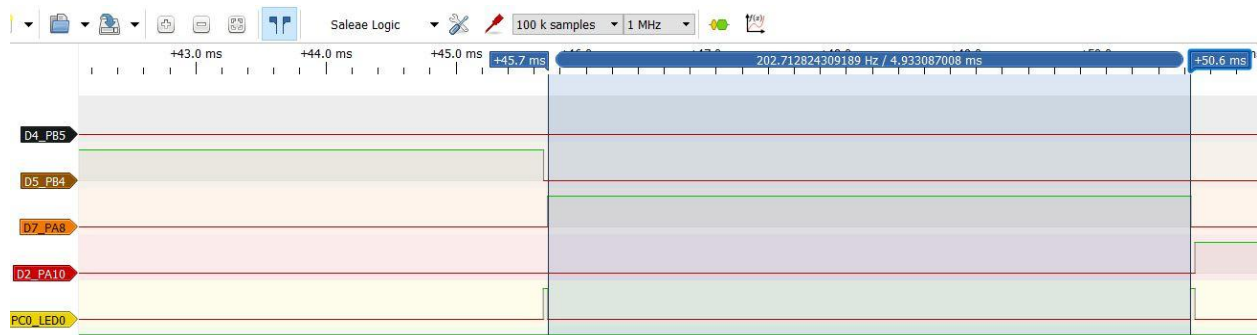 Saleae Logic 100 k samples 1 MHz f(x)
+43.0 ms +44.0 ms +45.0 ms
+45.7 ms 202.712824309189 Hz / 4.933087008 ms +50.6 ms
D4_PB5
D5_PB4
D7_PA8
D2_PA10
PC0_LED0